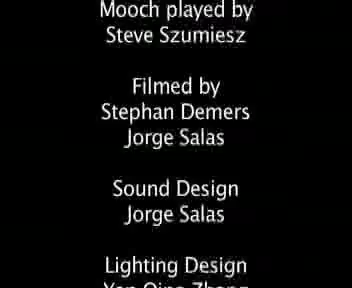 Mooch played by
Steve Szumiesz
Filmed by
Stephan Demers
Jorge Salas
Sound Design
Jorge Salas
Lighting Design